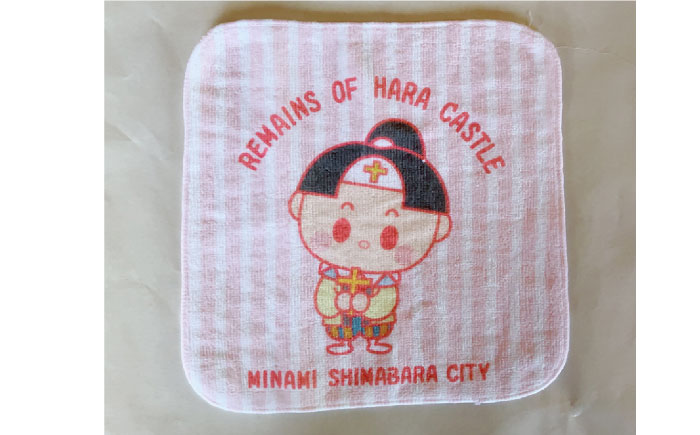 REMAINS OF HARA CASTLE
MINAMI SHIMABARA CITY